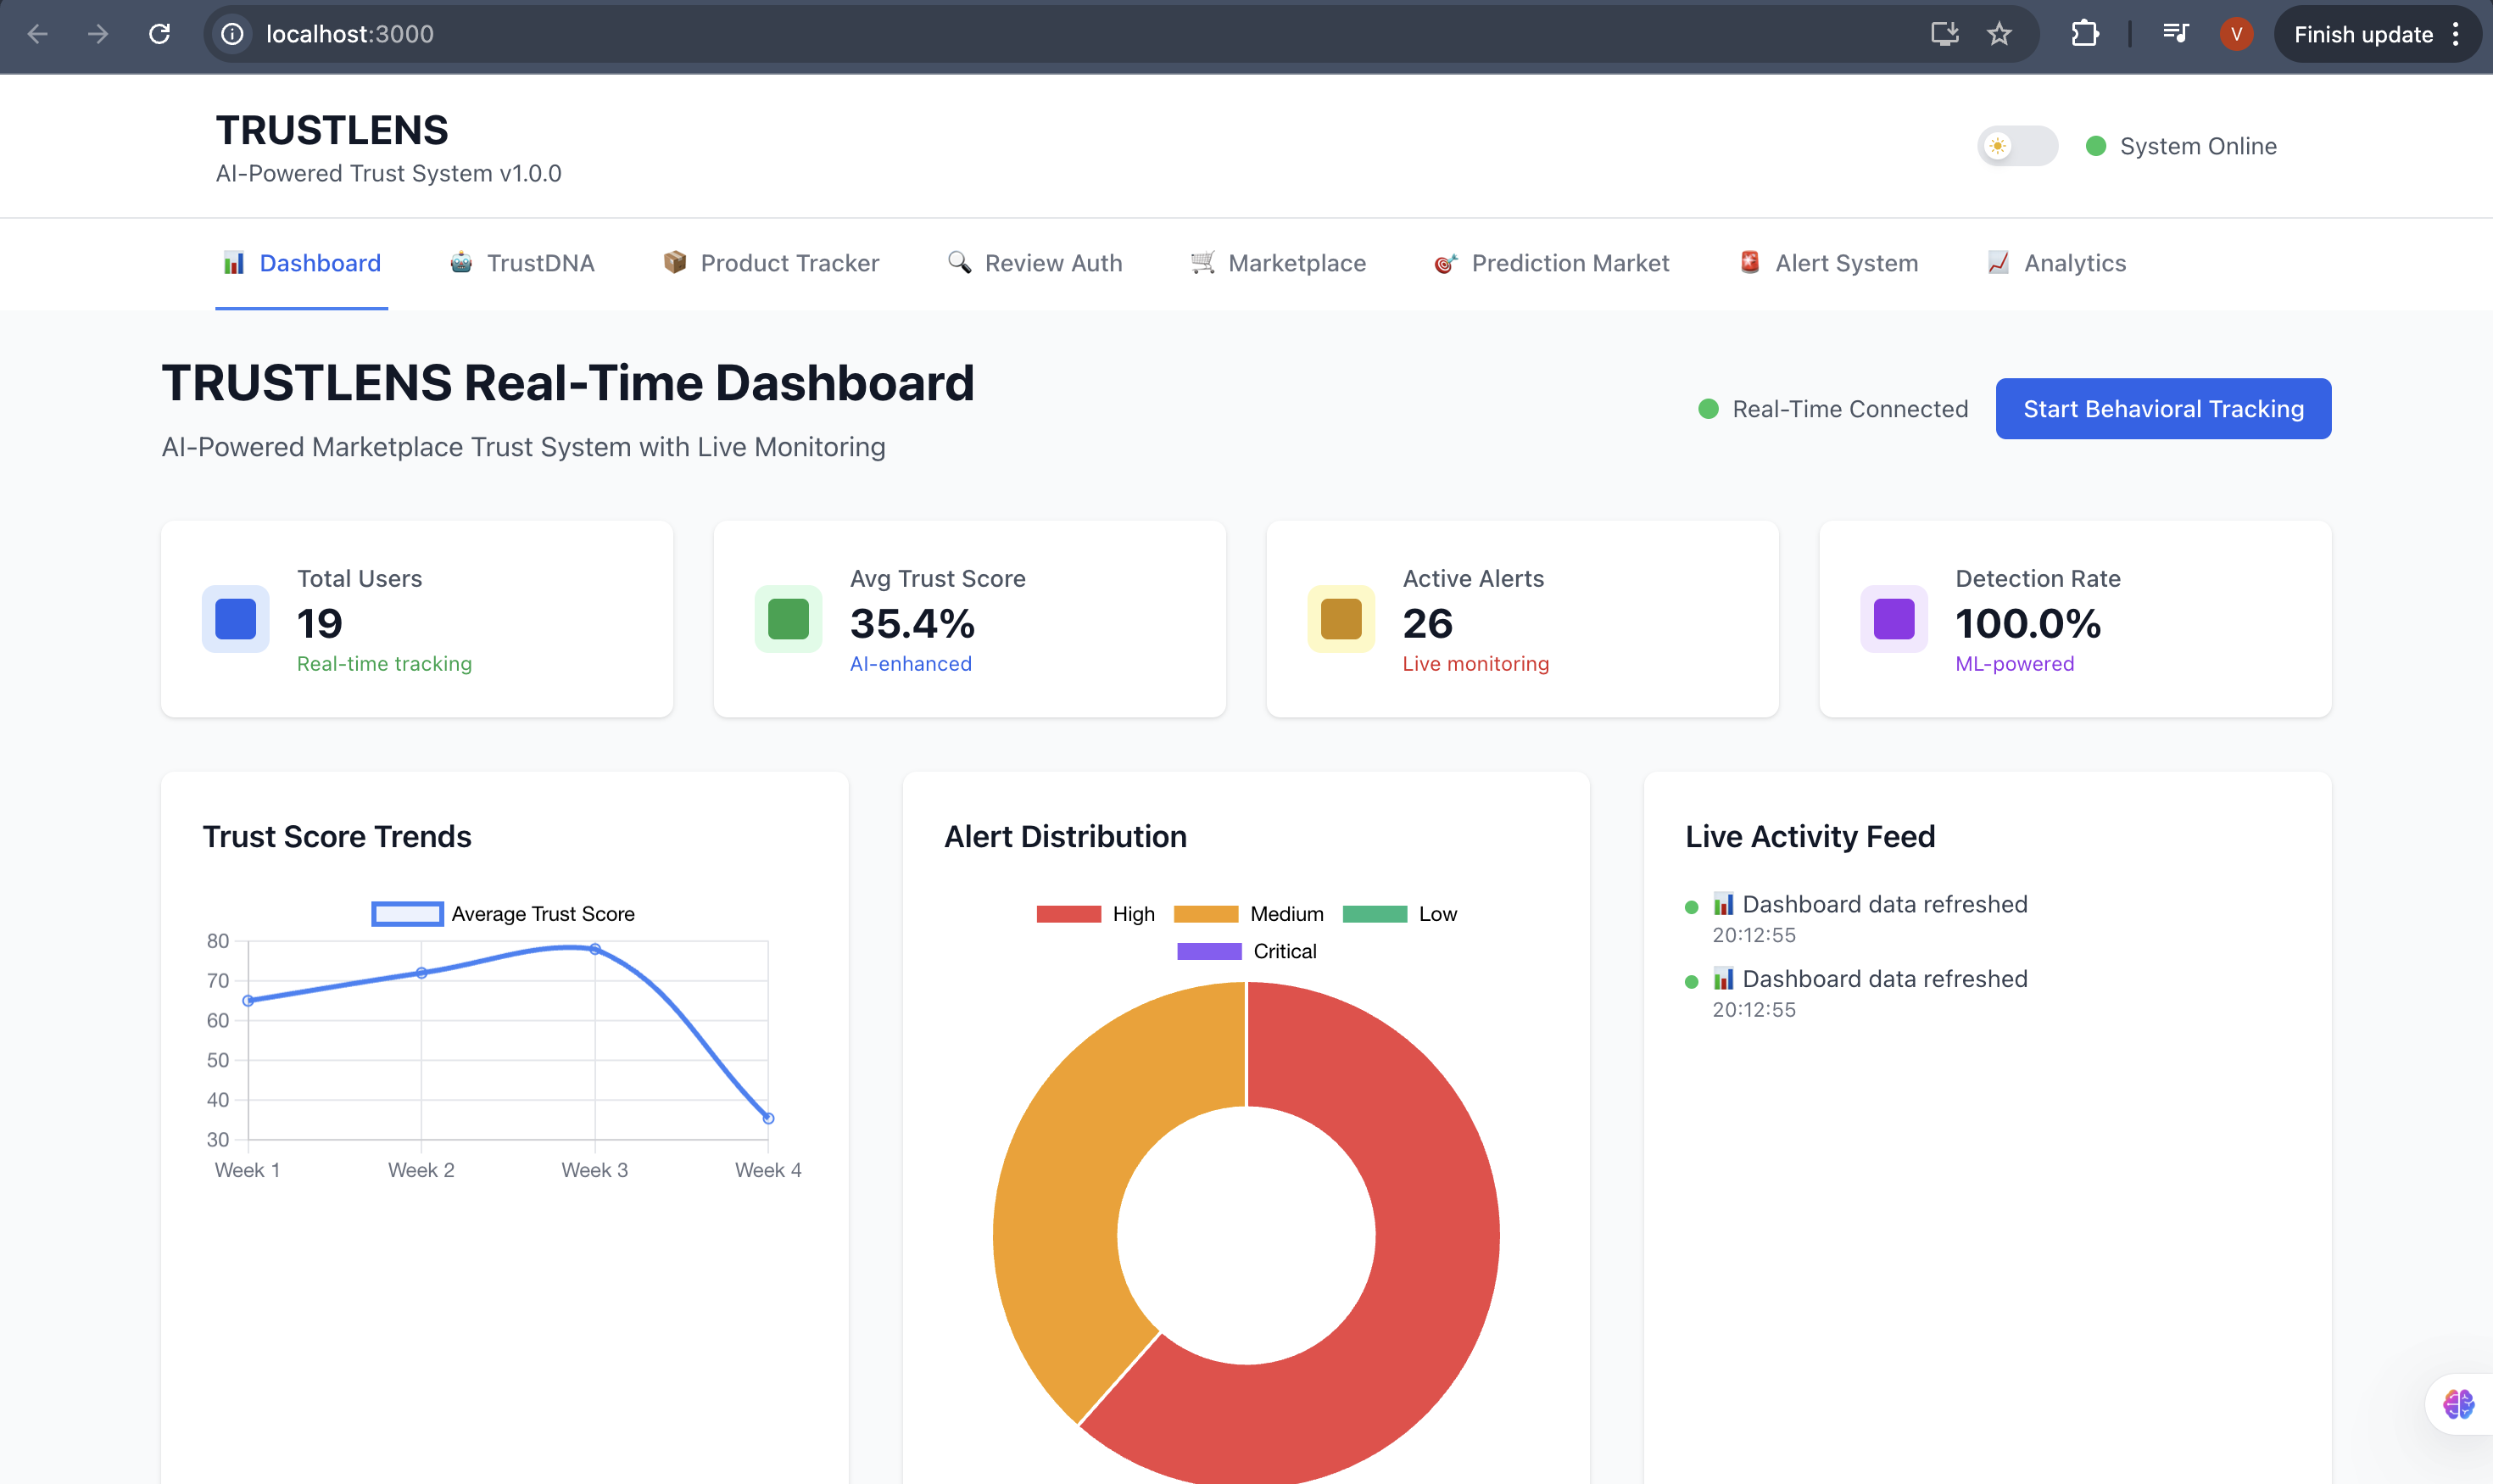 localhost:3000
V
Finish update
TRUSTLENS
AI-Powered Trust System v1.0.0
System Online
Dashboard
TrustDNA
Product Tracker
Review Auth
Marketplace
Prediction Market
Alert System
Analytics
TRUSTLENS Real-Time Dashboard
AI-Powered Marketplace Trust System with Live Monitoring
Real-Time Connected
Start Behavioral Tracking
Total Users
19
Real-time tracking
Avg Trust Score
35.4%
AI-enhanced
Active Alerts
26
Live monitoring
Detection Rate
100.0%
ML-powered
Trust Score Trends
Average Trust Score
80
70
60
50
40
30
Week 1
Week 2
Week 3
Week 4
Alert Distribution
High
Medium
Low
Critical
Live Activity Feed
Dashboard data refreshed
20:12:55
Dashboard data refreshed
20:12:55